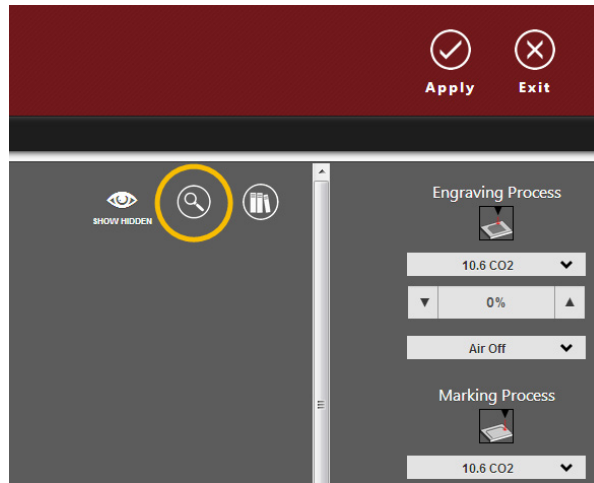 Apply Exit
SHOW HIDDEN
Engraving Process
10.6 CO2
0%
Air Off
Marking Process
10.6 CO2